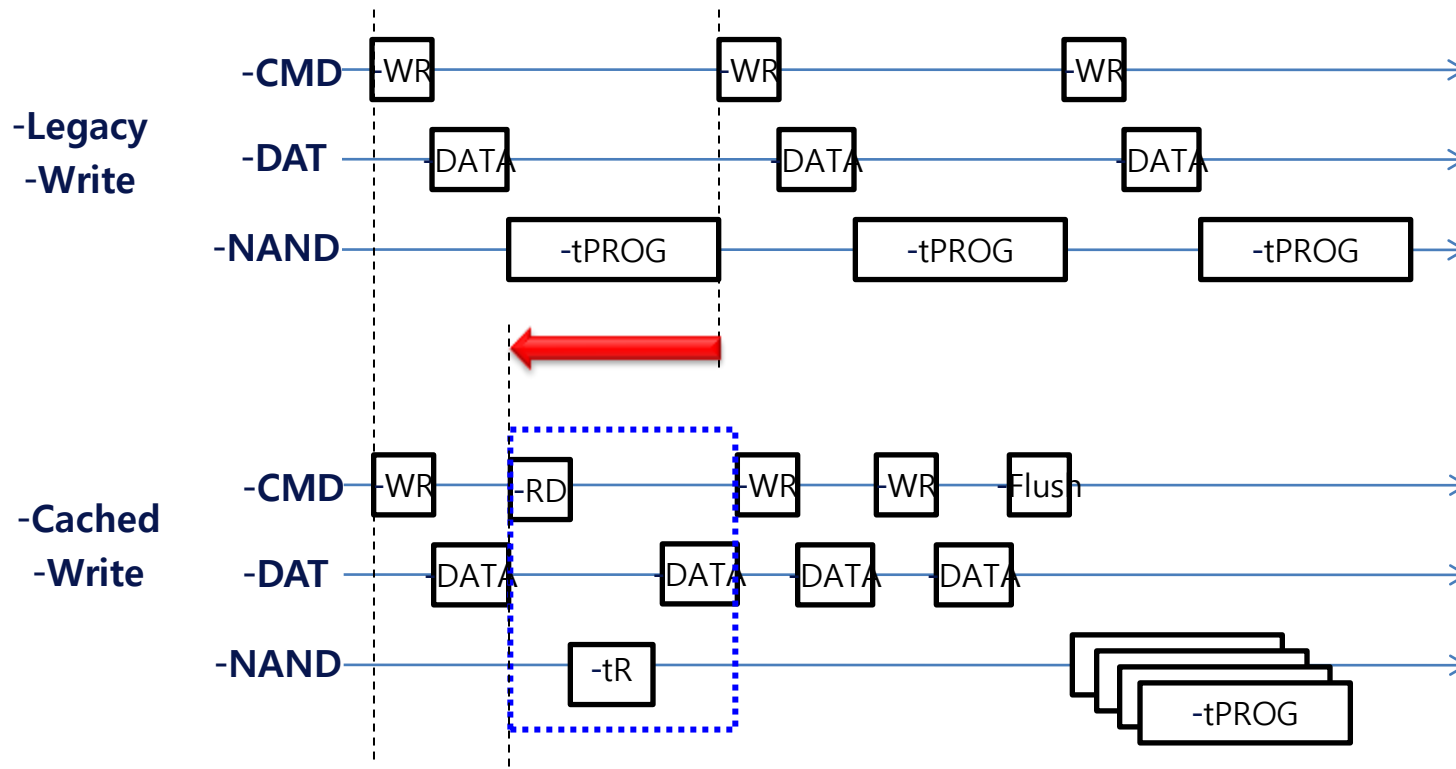 -Legacy
-Write
-CMD -WR -WR -WR
-DAT -DATA -DATA -DATA
-NAND -tPROG -tPROG -tPROG
-Cached
-Write
-CMD -WR -RD -WR -WR -Flush
-DAT -DATA -DATA -DATA -DATA
-NAND -tR -tPROG